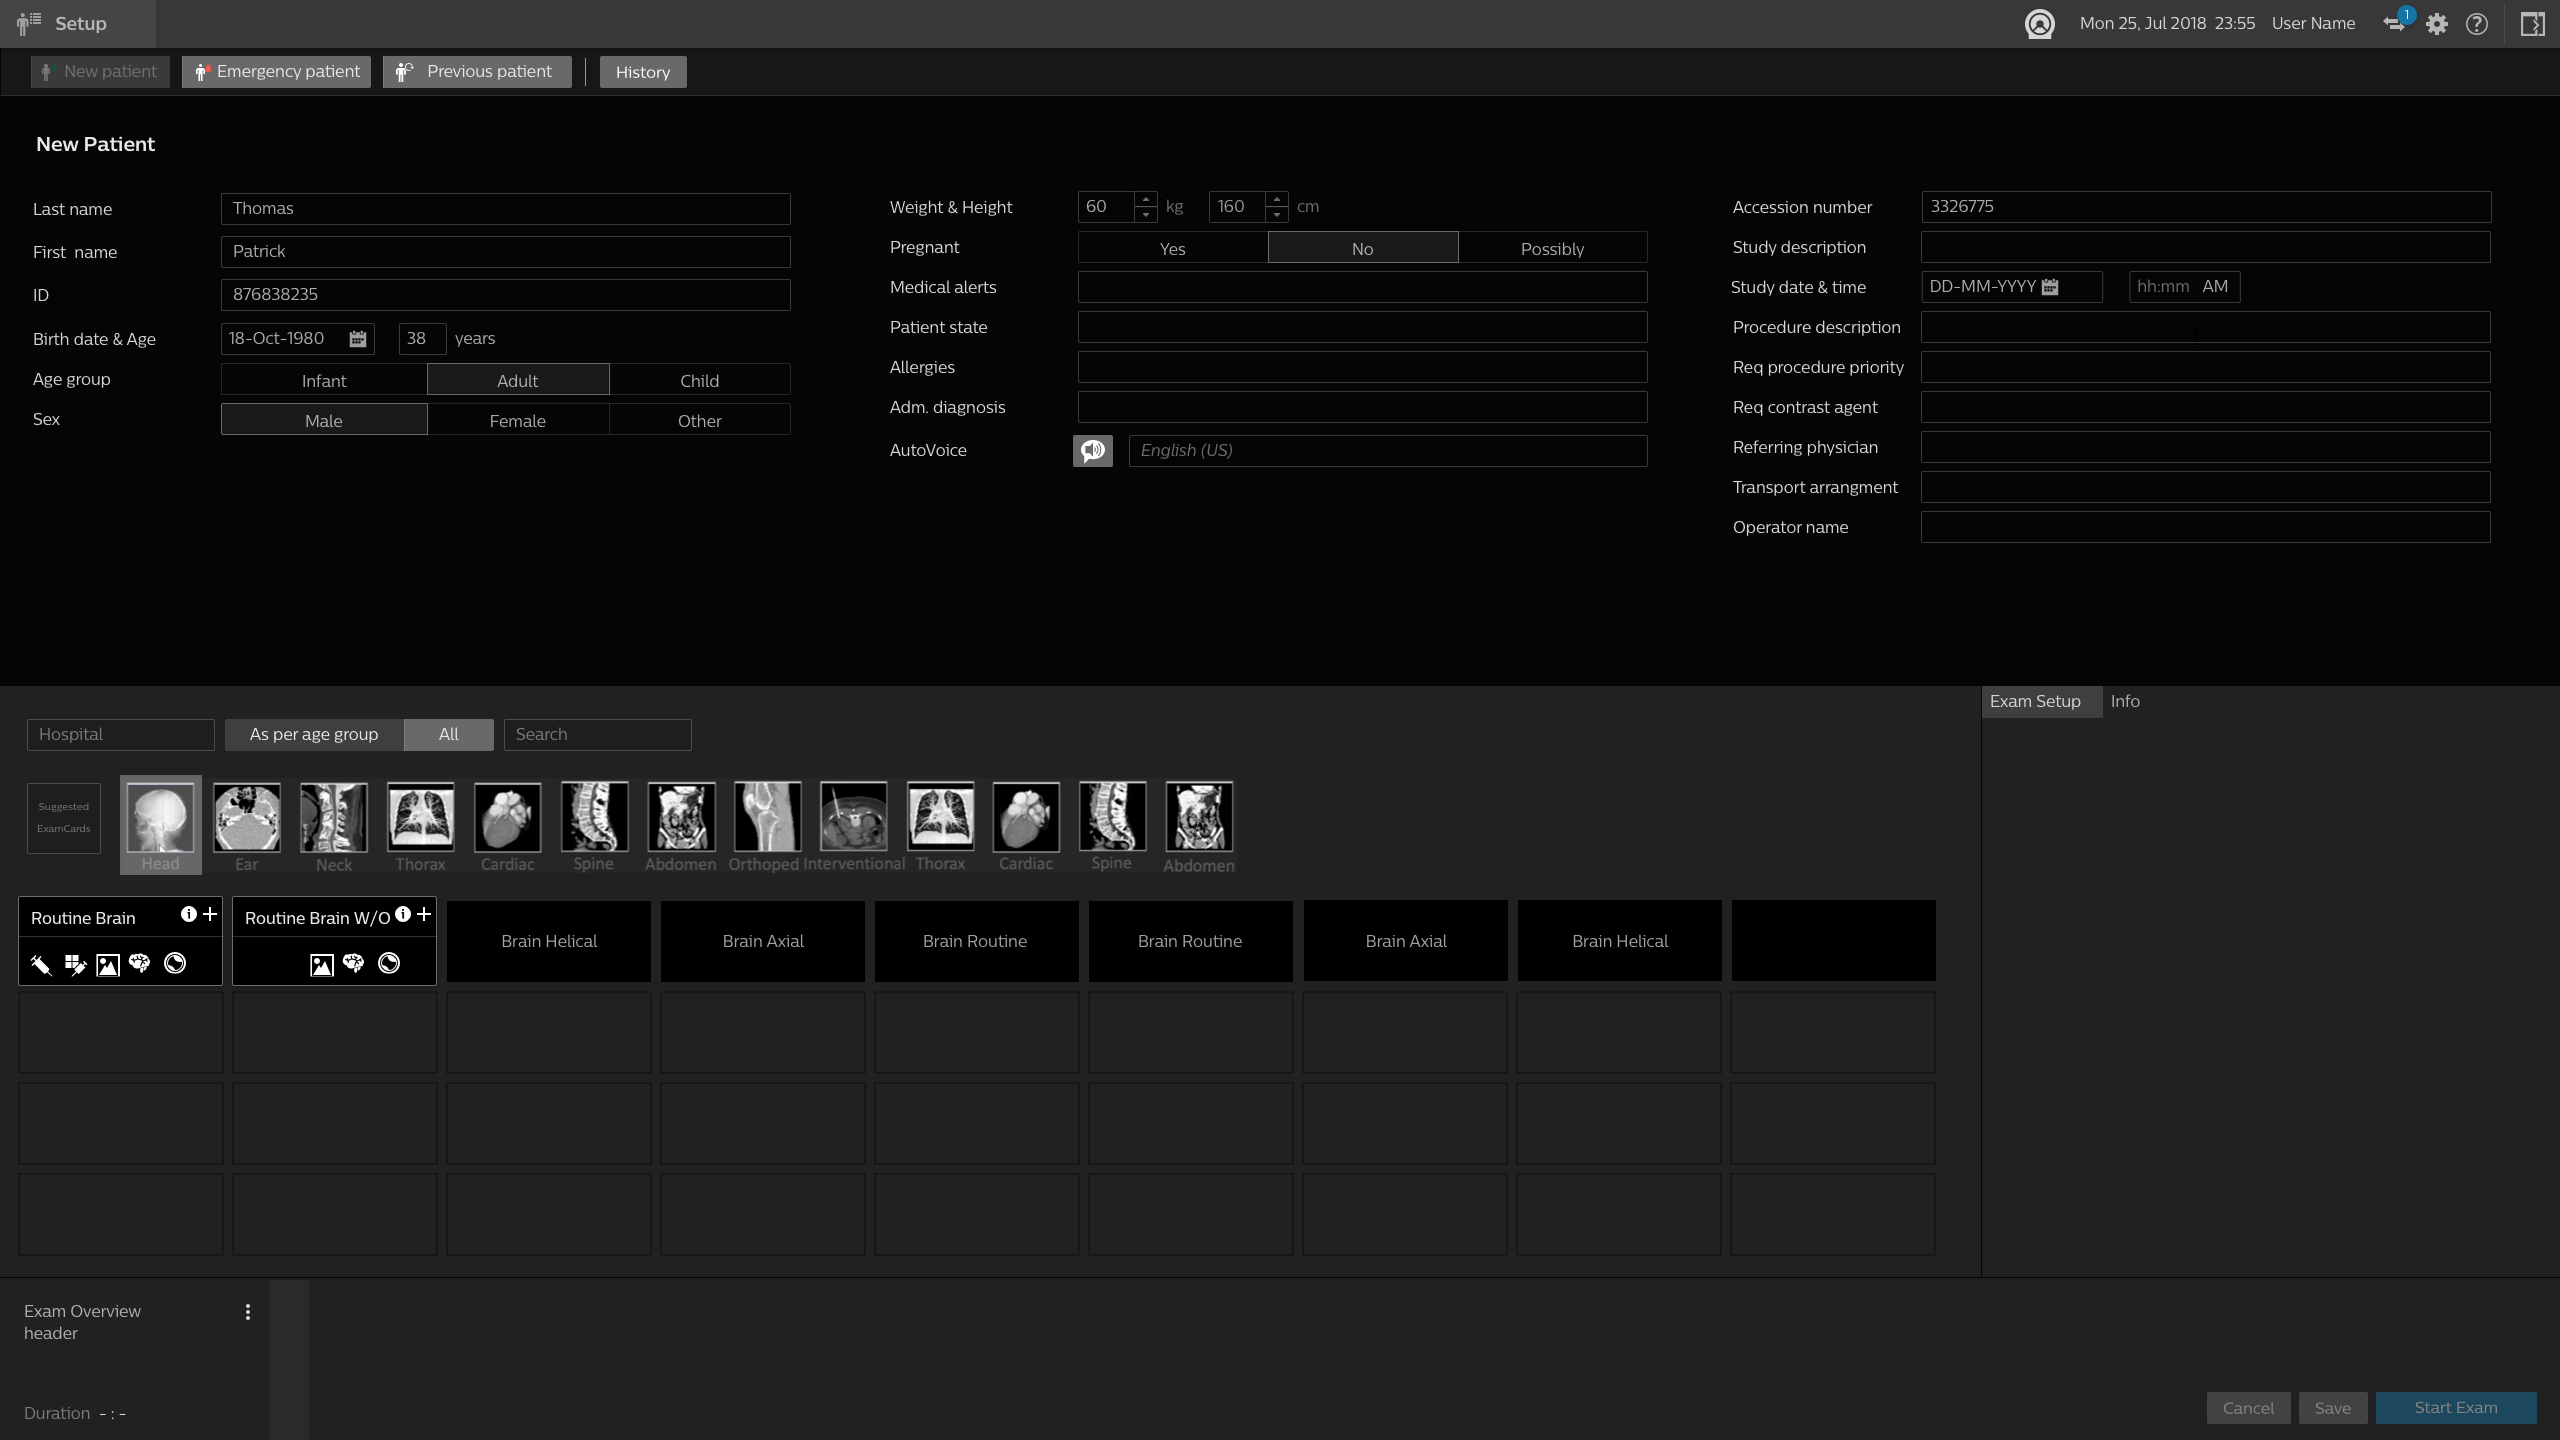 Setup
Mon 25, Jul 2018 23:55 User Name 1
New patient Emergency patient Previous patient History
New Patient
Last name Thomas
First name Patrick
ID 876838235
Birth date & Age 18-Oct-1980 38 years
Age group Infant Adult Child
Sex Male Female Other
Weight & Height 60 kg 160 cm
Pregnant Yes No Possibly
Medical alerts
Patient state
Allergies
Adm. diagnosis
AutoVoice English (US)
Accession number 3326775
Study description
Study date & time DD-MM-YYYY hh:mm AM
Procedure description
Req procedure priority
Req contrast agent
Referring physician
Transport arrangment
Operator name
Hospital As per age group All Search
Suggested
ExamCards
Head Ear Neck Thorax Cardiac Spine Abdomen Orthoped Interventional Thorax Cardiac Spine Abdomen
Routine Brain Routine Brain W/O Brain Helical Brain Axial Brain Routine Brain Routine Brain Axial Brain Helical
Exam Setup Info
Exam Overview
header
Duration - : -
Cancel Save Start Exam